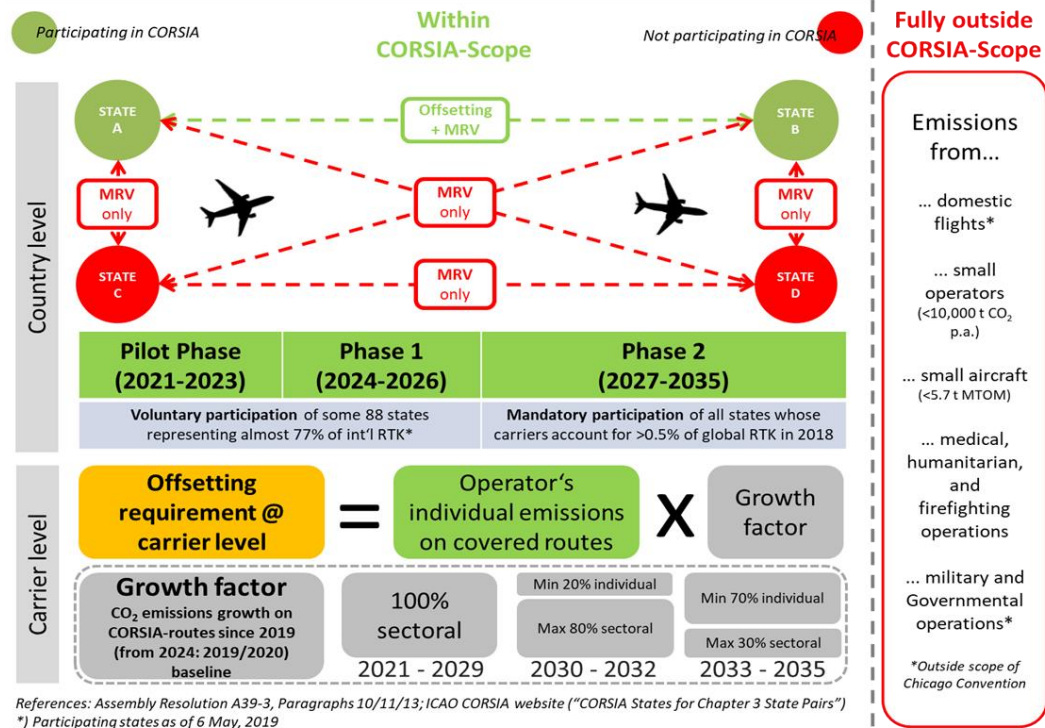 Participating in CORSIA
Within
CORSIA-Scope
Not participating in CORSIA
Fully outside
CORSIA-Scope
Country level
STATE
A
Offsetting
+ MRV
STATE
B
MRV
only
MRV
only
MRV
only
STATE
C
MRV
only
STATE
D
Pilot Phase
(2021-2023)
Phase 1
(2024-2026)
Phase 2
(2027-2035)
Voluntary participation of some 88 states
representing almost 77% of int‘l RTK*
Mandatory participation of all states whose
carriers account for >0.5% of global RTK in 2018
Carrier level
Offsetting
requirement @
carrier level
=
Operator‘s
individual emissions
on covered routes
X
Growth
factor
Growth factor
CO₂ emissions growth on
CORSIA-routes since 2019
(from 2024: 2019/2020)
baseline
100%
sectoral
2021 - 2029
Min 20% individual
Max 80% sectoral
2030 - 2032
Min 70% individual
Max 30% sectoral
2033 - 2035
Emissions
from...
... domestic
flights*
... small
operators
(<10,000 t CO₂
p.a.)
... small aircraft
(<5.7 t MTOM)
... medical,
humanitarian,
and
firefighting
operations
... military and
Governmental
operations*
*Outside scope of
Chicago Convention
References: Assembly Resolution A39-3, Paragraphs 10/11/13; ICAO CORSIA website (“CORSIA States for Chapter 3 State Pairs”)
*) Participating states as of 6 May, 2019